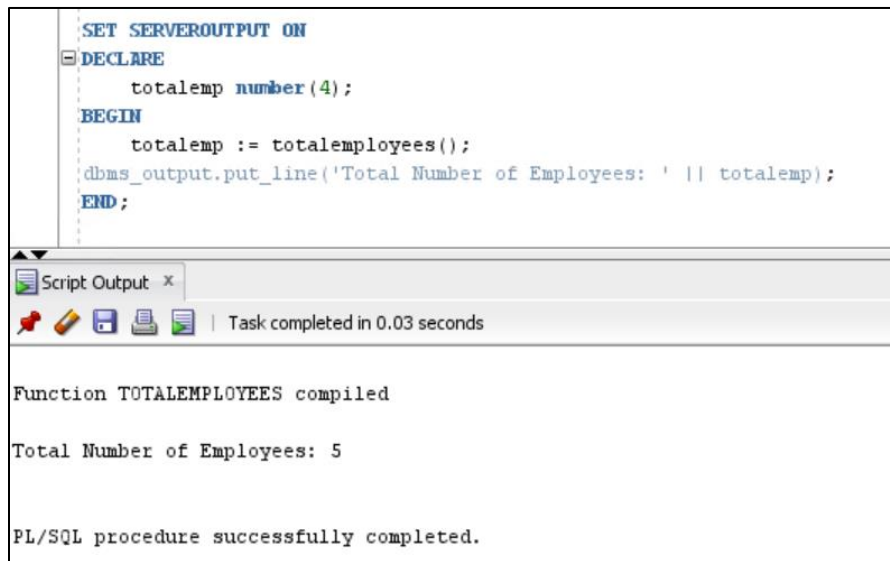 SET SERVEROUTPUT ON
DECLARE
totalemp number(4);
BEGIN
totalemp := totalemployees();
dbms_output.put_line('Total Number of Employees: ' || totalemp);
END;
Script Output x
| Task completed in 0.03 seconds
Function TOTALEMPLOYEES compiled
Total Number of Employees: 5
PL/SQL procedure successfully completed.